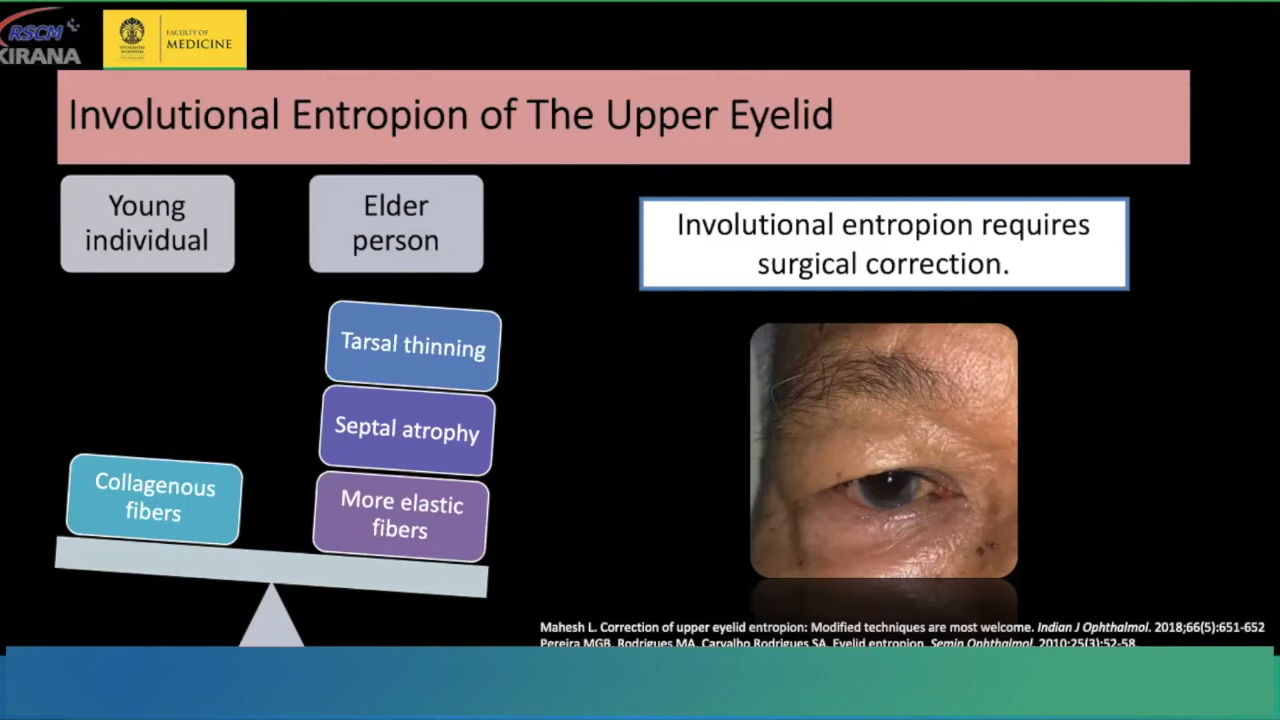 RSCM
KIRANA
FACULTY OF
MEDICINE
Involutional Entropion of The Upper Eyelid
Young
individual
Elder
person
Involutional entropion requires
surgical correction.
Tarsal thinning
Septal atrophy
Collagenous
fibers
More elastic
fibers
Mahesh L. Correction of upper eyelid entropion: Modified techniques are most welcome. Indian J Ophthalmol. 2018;66(5):651-652
Pereira MGB, Rodrigues MA, Carvalho Rodrigues SA. Eyelid entropion. Semin Ophthalmol. 2010;25(3):52-58.